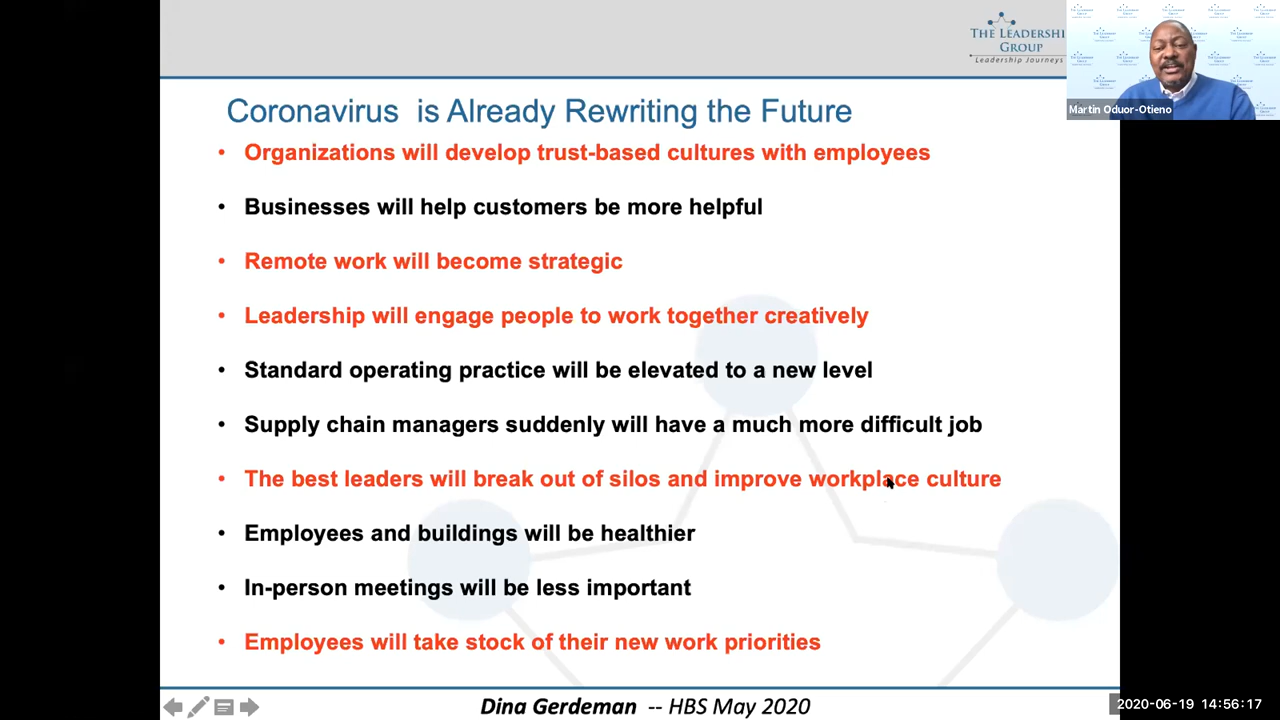 THE LEADERSHI
GROUP
Leadership Journeys
Martin Oduor-Otieno
Coronavirus is Already Rewriting the Future
• Organizations will develop trust-based cultures with employees
• Businesses will help customers be more helpful
• Remote work will become strategic
• Leadership will engage people to work together creatively
• Standard operating practice will be elevated to a new level
• Supply chain managers suddenly will have a much more difficult job
• The best leaders will break out of silos and improve workplace culture
• Employees and buildings will be healthier
• In-person meetings will be less important
• Employees will take stock of their new work priorities
Dina Gerdeman -- HBS May 2020
2020-06-19 14:56:17